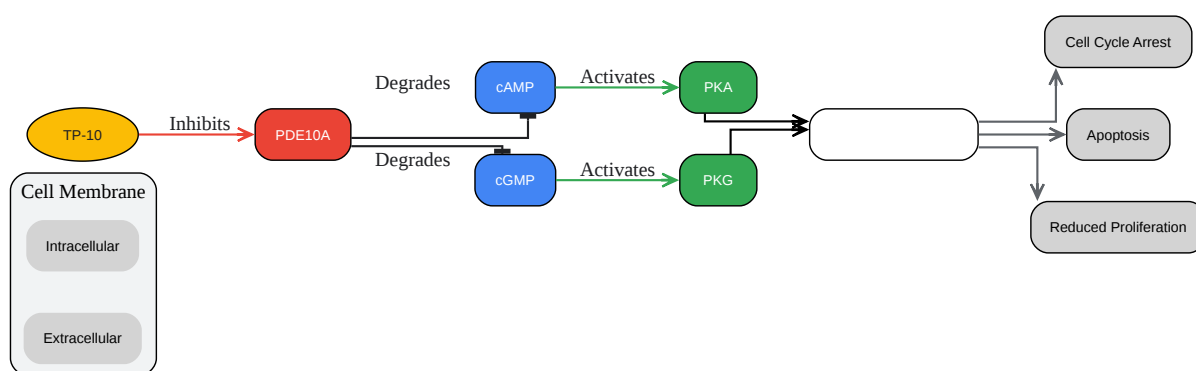 Cell Cycle Arrest
Degrades
cAMP
Activates
PKA
TP-10
Inhibits
PDE10A
Apoptosis
Degrades
cGMP
Activates
PKG
Cell Membrane
Intracellular
Reduced Proliferation
Extracellular